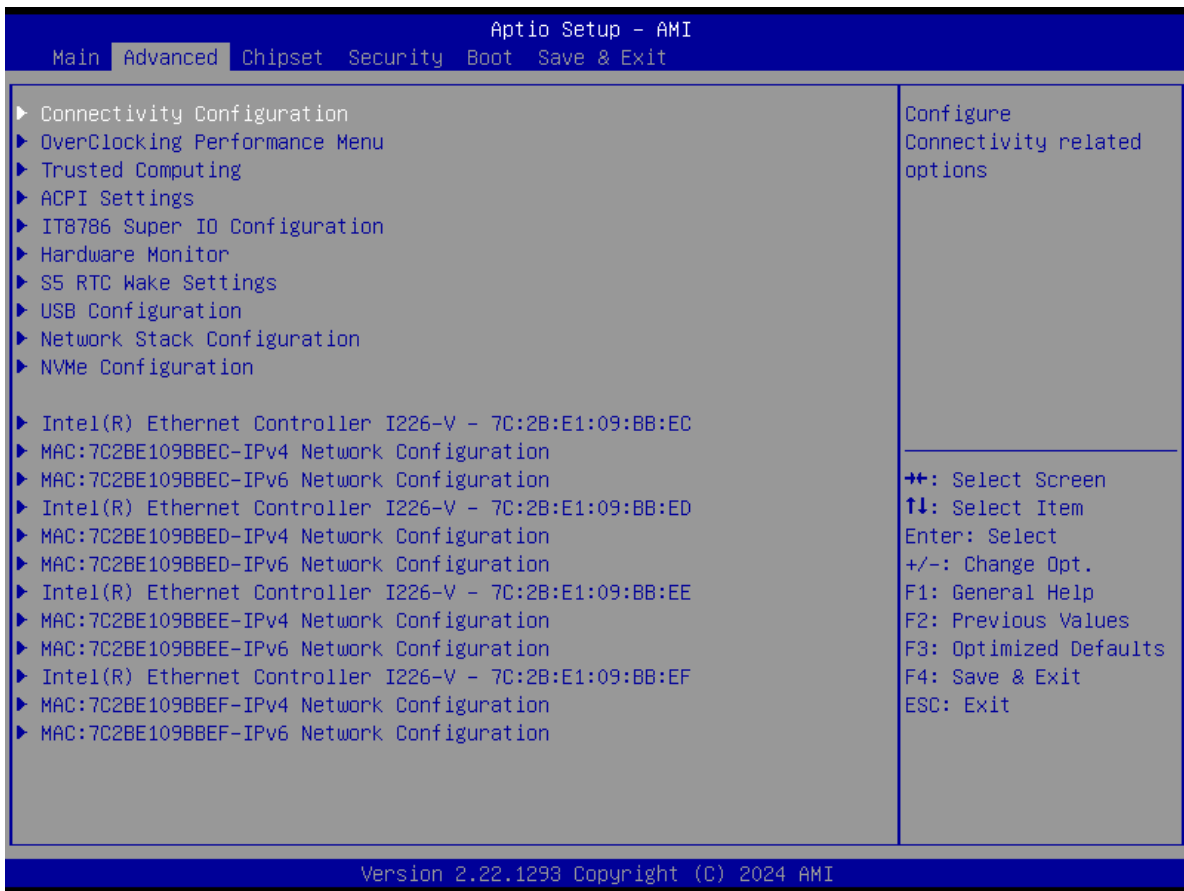 Aptio Setup - AMI
Main Advanced Chipset Security Boot Save & Exit
▶ Connectivity Configuration
▶ OverClocking Performance Menu
▶ Trusted Computing
▶ ACPI Settings
▶ IT8786 Super IO Configuration
▶ Hardware Monitor
▶ S5 RTC Wake Settings
▶ USB Configuration
▶ Network Stack Configuration
▶ NVMe Configuration
▶ Intel(R) Ethernet Controller I226-V - 7C:2B:E1:09:BB:EC
▶ MAC:7C2BE109BBEC-IPv4 Network Configuration
▶ MAC:7C2BE109BBEC-IPv6 Network Configuration
▶ Intel(R) Ethernet Controller I226-V - 7C:2B:E1:09:BB:ED
▶ MAC:7C2BE109BBED-IPv4 Network Configuration
▶ MAC:7C2BE109BBED-IPv6 Network Configuration
▶ Intel(R) Ethernet Controller I226-V - 7C:2B:E1:09:BB:EE
▶ MAC:7C2BE109BBEE-IPv4 Network Configuration
▶ MAC:7C2BE109BBEE-IPv6 Network Configuration
▶ Intel(R) Ethernet Controller I226-V - 7C:2B:E1:09:BB:EF
▶ MAC:7C2BE109BBEF-IPv4 Network Configuration
▶ MAC:7C2BE109BBEF-IPv6 Network Configuration
Configure
Connectivity related
options
→←: Select Screen
↑↓: Select Item
Enter: Select
+/-: Change Opt.
F1: General Help
F2: Previous Values
F3: Optimized Defaults
F4: Save & Exit
ESC: Exit
Version 2.22.1293 Copyright (C) 2024 AMI